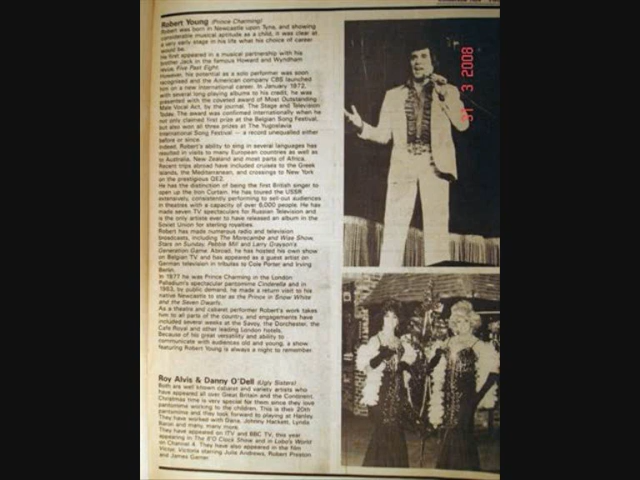 Robert Young (Prince Charming)
Robert was born in Newcastle upon Tyne, and showing
considerable musical aptitude as a child, it was clear at
a very early stage in his life what his choice of career
would be.
He first appeared in a musical partnership with his
brother Jack in the famous Howard and Wyndham
revue, Five Past Eight.
However, his potential as a solo performer was soon
recognised and the American company CBS launched
him on a new international career. In January 1972,
with several long playing albums to his credit, he was
presented with the coveted award of Most Outstanding
Male Vocal Act, by the journal, The Stage and Television
Today. The award was confirmed internationally when he
not only claimed first prize at the Belgian Song Festival,
but also won all three prizes at The Yugoslavia
International Song Festival — a record unequalled either
before or since.
Indeed, Robert's ability to sing in several languages has
resulted in visits to many European countries as well as
to Australia, New Zealand and most parts of Africa.
Recent trips abroad have included cruises to the Greek
Islands, the Mediterranean, and crossings to New York
on the prestigious QE2.
He has the distinction of being the first British singer to
open up the Iron Curtain. He has toured the USSR
extensively, consistently performing to sell-out audiences
in theatres with a capacity of over 6,000 people. He has
made seven TV spectaculars for Russian Television and
is the only artiste ever to have released an album in the
Soviet Union for sterling royalties.
Robert has made numerous radio and television
broadcasts, including The Morecambe and Wise Show,
Stars on Sunday, Pebble Mill and Larry Grayson's
Generation Game. Abroad, he has hosted his own show
on Belgian TV and has appeared as a guest artist on
German television in tributes to Cole Porter and Irving
Berlin.
In 1977 he was Prince Charming in the London
Palladium's spectacular pantomime Cinderella and in
1983, by public demand, he made a return visit to his
native Newcastle to star as the Prince in Snow White
and the Seven Dwarfs.
As a theatre and cabaret performer Robert's work takes
him to all parts of the country, and engagements have
included several weeks at the Savoy, the Dorchester, the
Cafe Royal and other leading London hotels.
Because of his great versatility and ability to
communicate with audiences old and young, a show
featuring Robert Young is always a night to remember.
Roy Alvis & Danny O'Dell (Ugly Sisters)
Both are well known cabaret and variety artists who
have appeared all over Great Britain and the Continent.
Christmas time is very special for them since they love
pantomime working to the children. This is their 20th
pantomime and they look forward to playing at Hanley.
They have worked with Dana, Johnny Hackett, Lynda
Baron and many, many more.
They have appeared on ITV and BBC TV, this year
appearing in The 6'O Clock Show and in Lobo's World
on Channel 4. They have also appeared in the film
Victor, Victoria starring Julie Andrews, Robert Preston
and James Garner.
31 3 2008